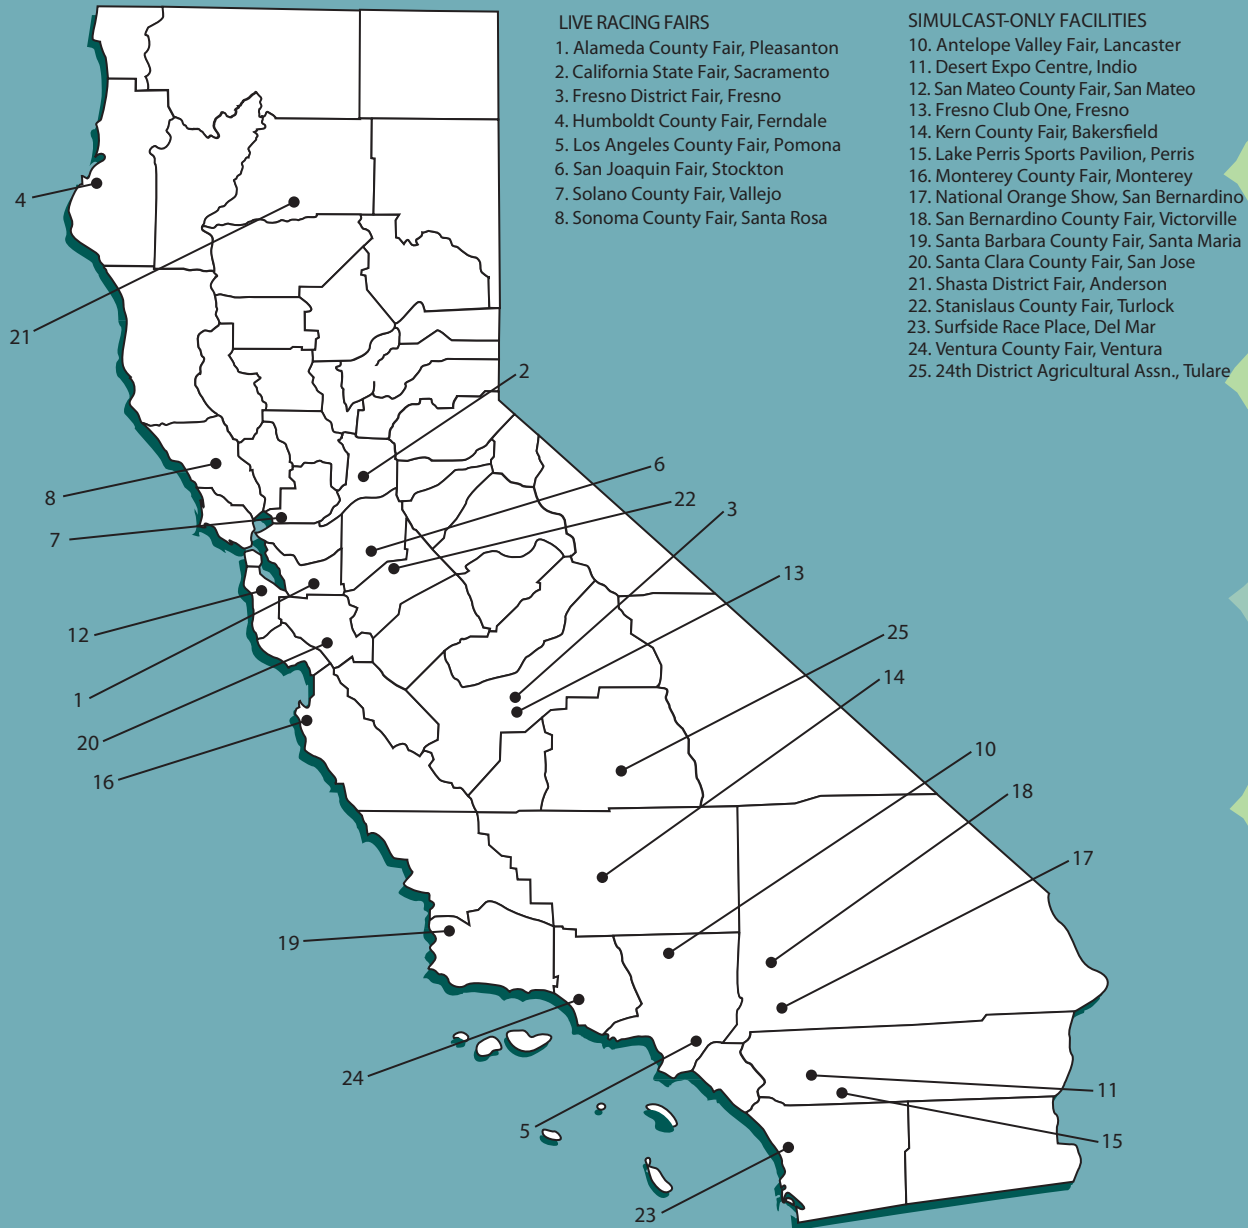 LIVE RACING FAIRS
1. Alameda County Fair, Pleasanton
2. California State Fair, Sacramento
3. Fresno District Fair, Fresno
4. Humboldt County Fair, Ferndale
5. Los Angeles County Fair, Pomona
6. San Joaquin Fair, Stockton
7. Solano County Fair, Vallejo
8. Sonoma County Fair, Santa Rosa
SIMULCAST-ONLY FACILITIES
10. Antelope Valley Fair, Lancaster
11. Desert Expo Centre, Indio
12. San Mateo County Fair, San Mateo
13. Fresno Club One, Fresno
14. Kern County Fair, Bakersfield
15. Lake Perris Sports Pavilion, Perris
16. Monterey County Fair, Monterey
17. National Orange Show, San Bernardino
18. San Bernardino County Fair, Victorville
19. Santa Barbara County Fair, Santa Maria
20. Santa Clara County Fair, San Jose
21. Shasta District Fair, Anderson
22. Stanislaus County Fair, Turlock
23. Surfside Race Place, Del Mar
24. Ventura County Fair, Ventura
25. 24th District Agricultural Assn., Tulare
4
21
2
6
8
22
3
7
13
12
25
14
1
20
10
16
18
17
19
24
11
5
15
23